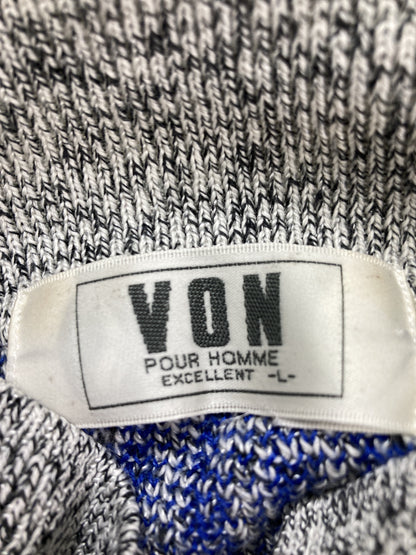 VON
POUR HOMME
EXCELLENT -L-